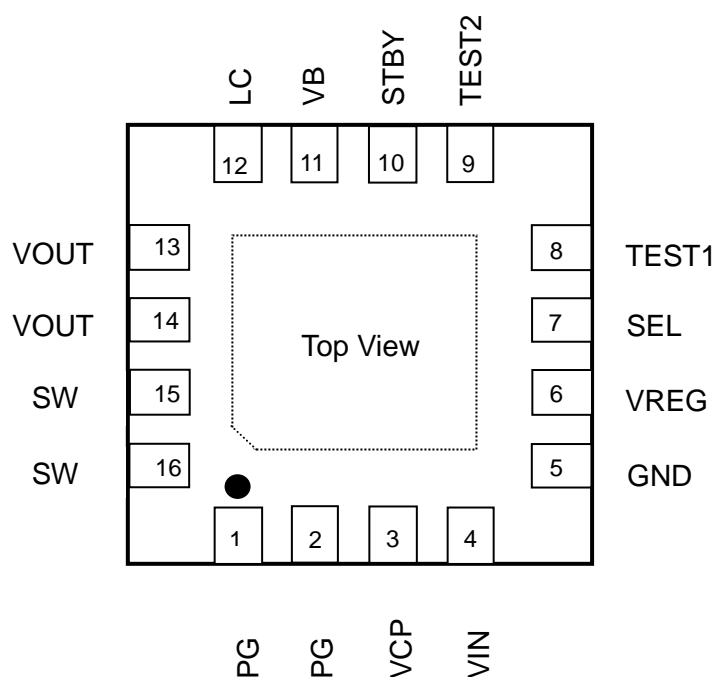 LC
VB
STBY
TEST2
12
11
10
9
VOUT
13
8
TEST1
VOUT
14
7
SEL
Top View
SW
15
6
VREG
SW
16
5
GND
1
2
3
4
PG
PG
VCP
VIN